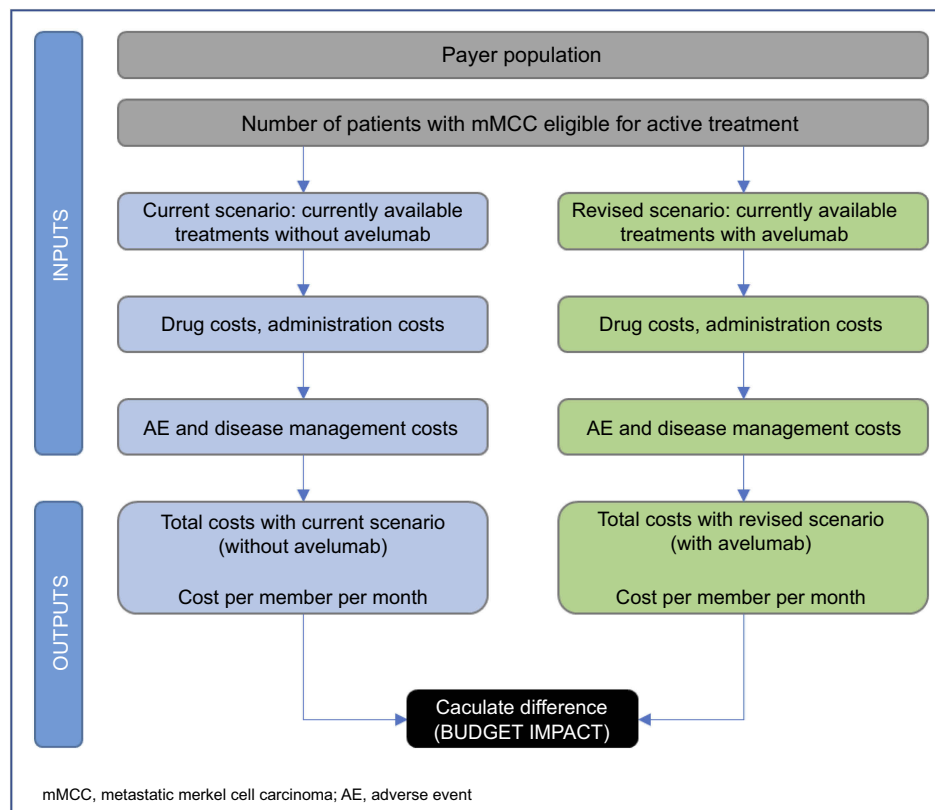 INPUTS
Payer population
Number of patients with mMCC eligible for active treatment
Current scenario: currently available
treatments without avelumab
Revised scenario: currently available
treatments with avelumab
Drug costs, administration costs
Drug costs, administration costs
AE and disease management costs
AE and disease management costs
OUTPUTS
Total costs with current scenario
(without avelumab)
Cost per member per month
Total costs with revised scenario
(with avelumab)
Cost per member per month
Caculate difference
(BUDGET IMPACT)
mMCC, metastatic merkel cell carcinoma; AE, adverse event